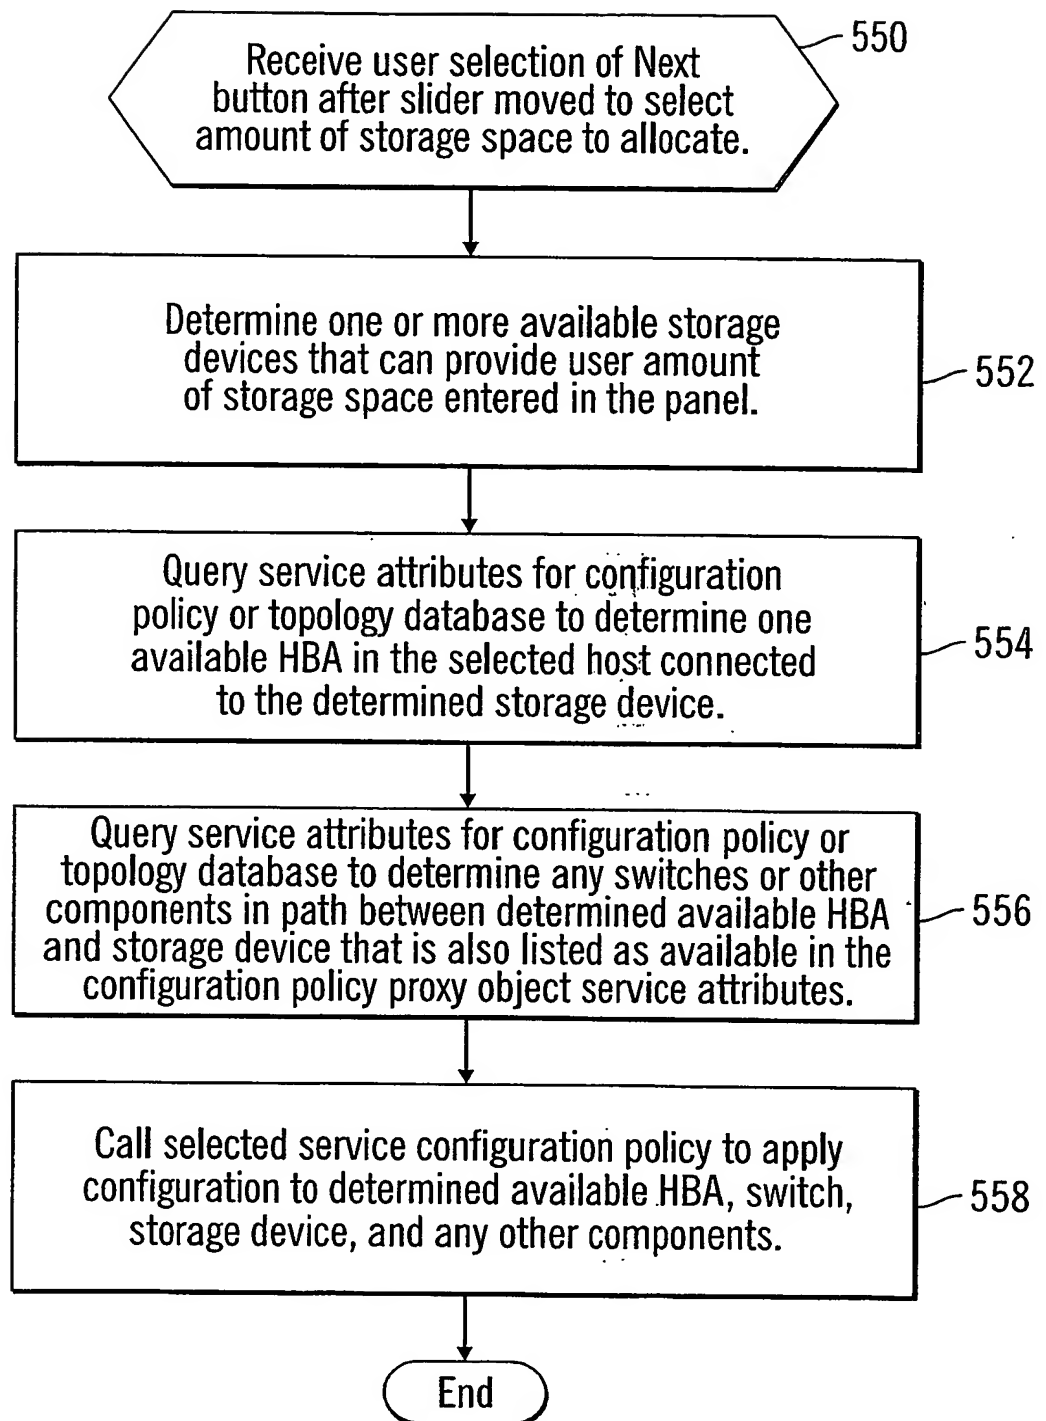 Receive user selection of Next
button after slider moved to select
amount of storage space to allocate.
550
Determine one or more available storage
devices that can provide user amount
of storage space entered in the panel.
552
Query service attributes for configuration
policy or topology database to determine one
available HBA in the selected host connected
to the determined storage device.
554
Query service attributes for configuration policy or
topology database to determine any switches or other
components in path between determined available HBA
and storage device that is also listed as available in the
configuration policy proxy object service attributes.
556
Call selected service configuration policy to apply
configuration to determined available HBA, switch,
storage device, and any other components.
558
End